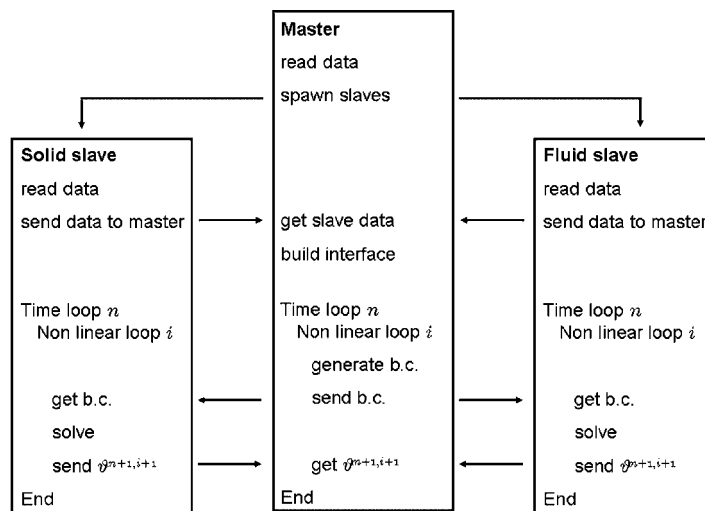 Master
read data
spawn slaves
get slave data
build interface
Time loop n
Non linear loop i
generate b.c.
send b.c.
get ϑⁿ⁺¹,ⁱ⁺¹
End
Solid slave
read data
send data to master
Time loop n
Non linear loop i
get b.c.
solve
send ϑⁿ⁺¹,ⁱ⁺¹
End
Fluid slave
read data
send data to master
Time loop n
Non linear loop i
get b.c.
solve
send ϑⁿ⁺¹,ⁱ⁺¹
End